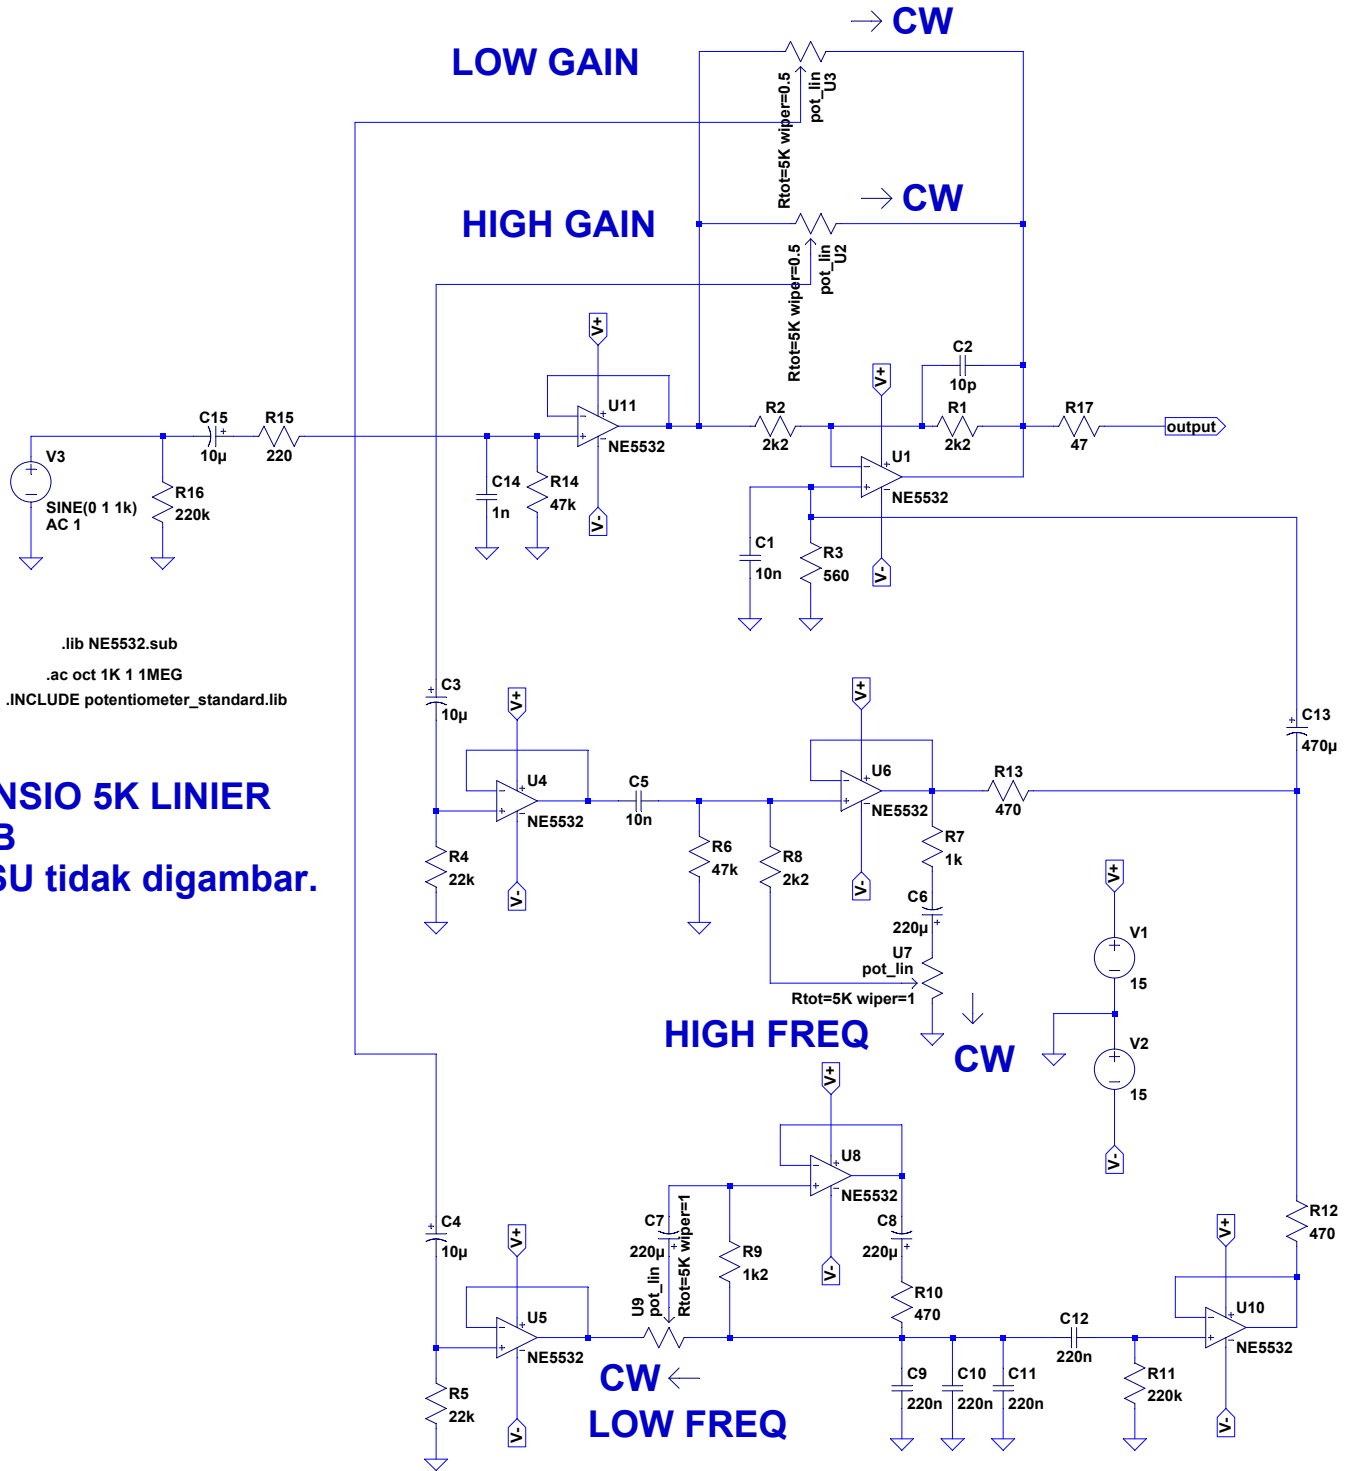 CW
LOW GAIN
Rtot=5K wiper=0.5
pot_lin
U3
CW
HIGH GAIN
Rtot=5K wiper=0.5
pot_lin
U2
V+
U11
NE5532
V-
C2
10p
V+
R2
2k2
R1
2k2
R17
47
output
U1
NE5532
V-
C15
10µ
R15
220
V3
SINE(0 1 1k)
AC 1
R16
220k
C14
1n
R14
47k
C1
10n
R3
560
.lib NE5532.sub
.ac oct 1K 1 1MEG
.INCLUDE potentiometer_standard.lib
C3
10µ
V+
U4
NE5532
V-
R4
22k
C5
10n
R6
47k
R8
2k2
V+
U6
NE5532
V-
R13
470
R7
1k
C6
220µ
U7
pot_lin
Rtot=5K wiper=1
C13
470µ
NSIO 5K LINIER
B
SU tidak digambar.
HIGH FREQ
CW
V+
V1
15
V2
15
V-
V+
U8
NE5532
V-
C4
10µ
V+
U5
NE5532
V-
R5
22k
C7
220µ
U9
pot_lin
Rtot=5K wiper=1
R9
1k2
C8
220µ
R10
470
CW
LOW FREQ
C9
220n
C10
220n
C11
220n
C12
220n
R11
220k
V+
U10
NE5532
V-
R12
470